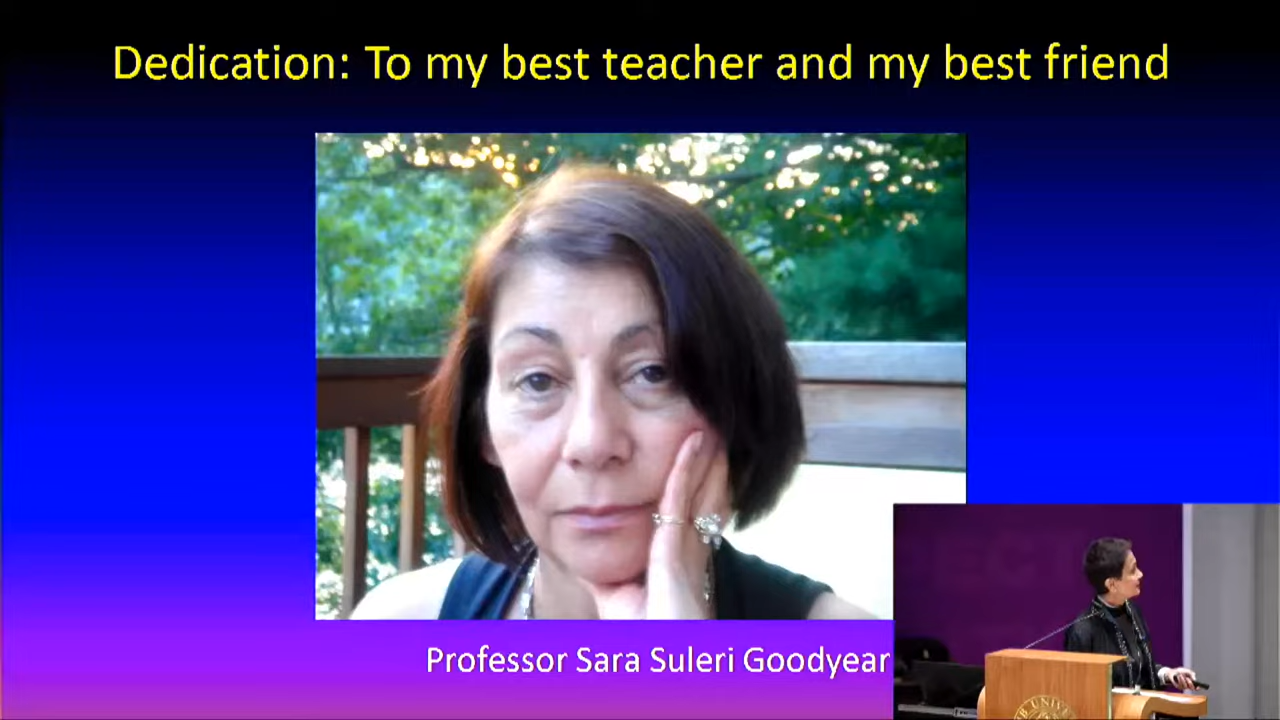 Dedication: To my best teacher and my best friend
Professor Sara Suleri Goodyear